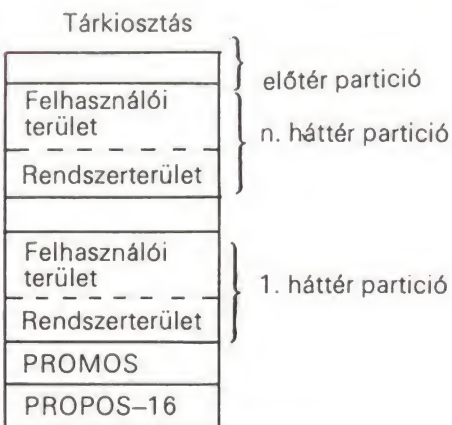 Tárkiosztás
előtér partició
Felhasználói
terület
n. háttér partició
Rendszerterület
Felhasználói
terület
1. háttér partició
Rendszerterület
PROMOS
PROPOS–16